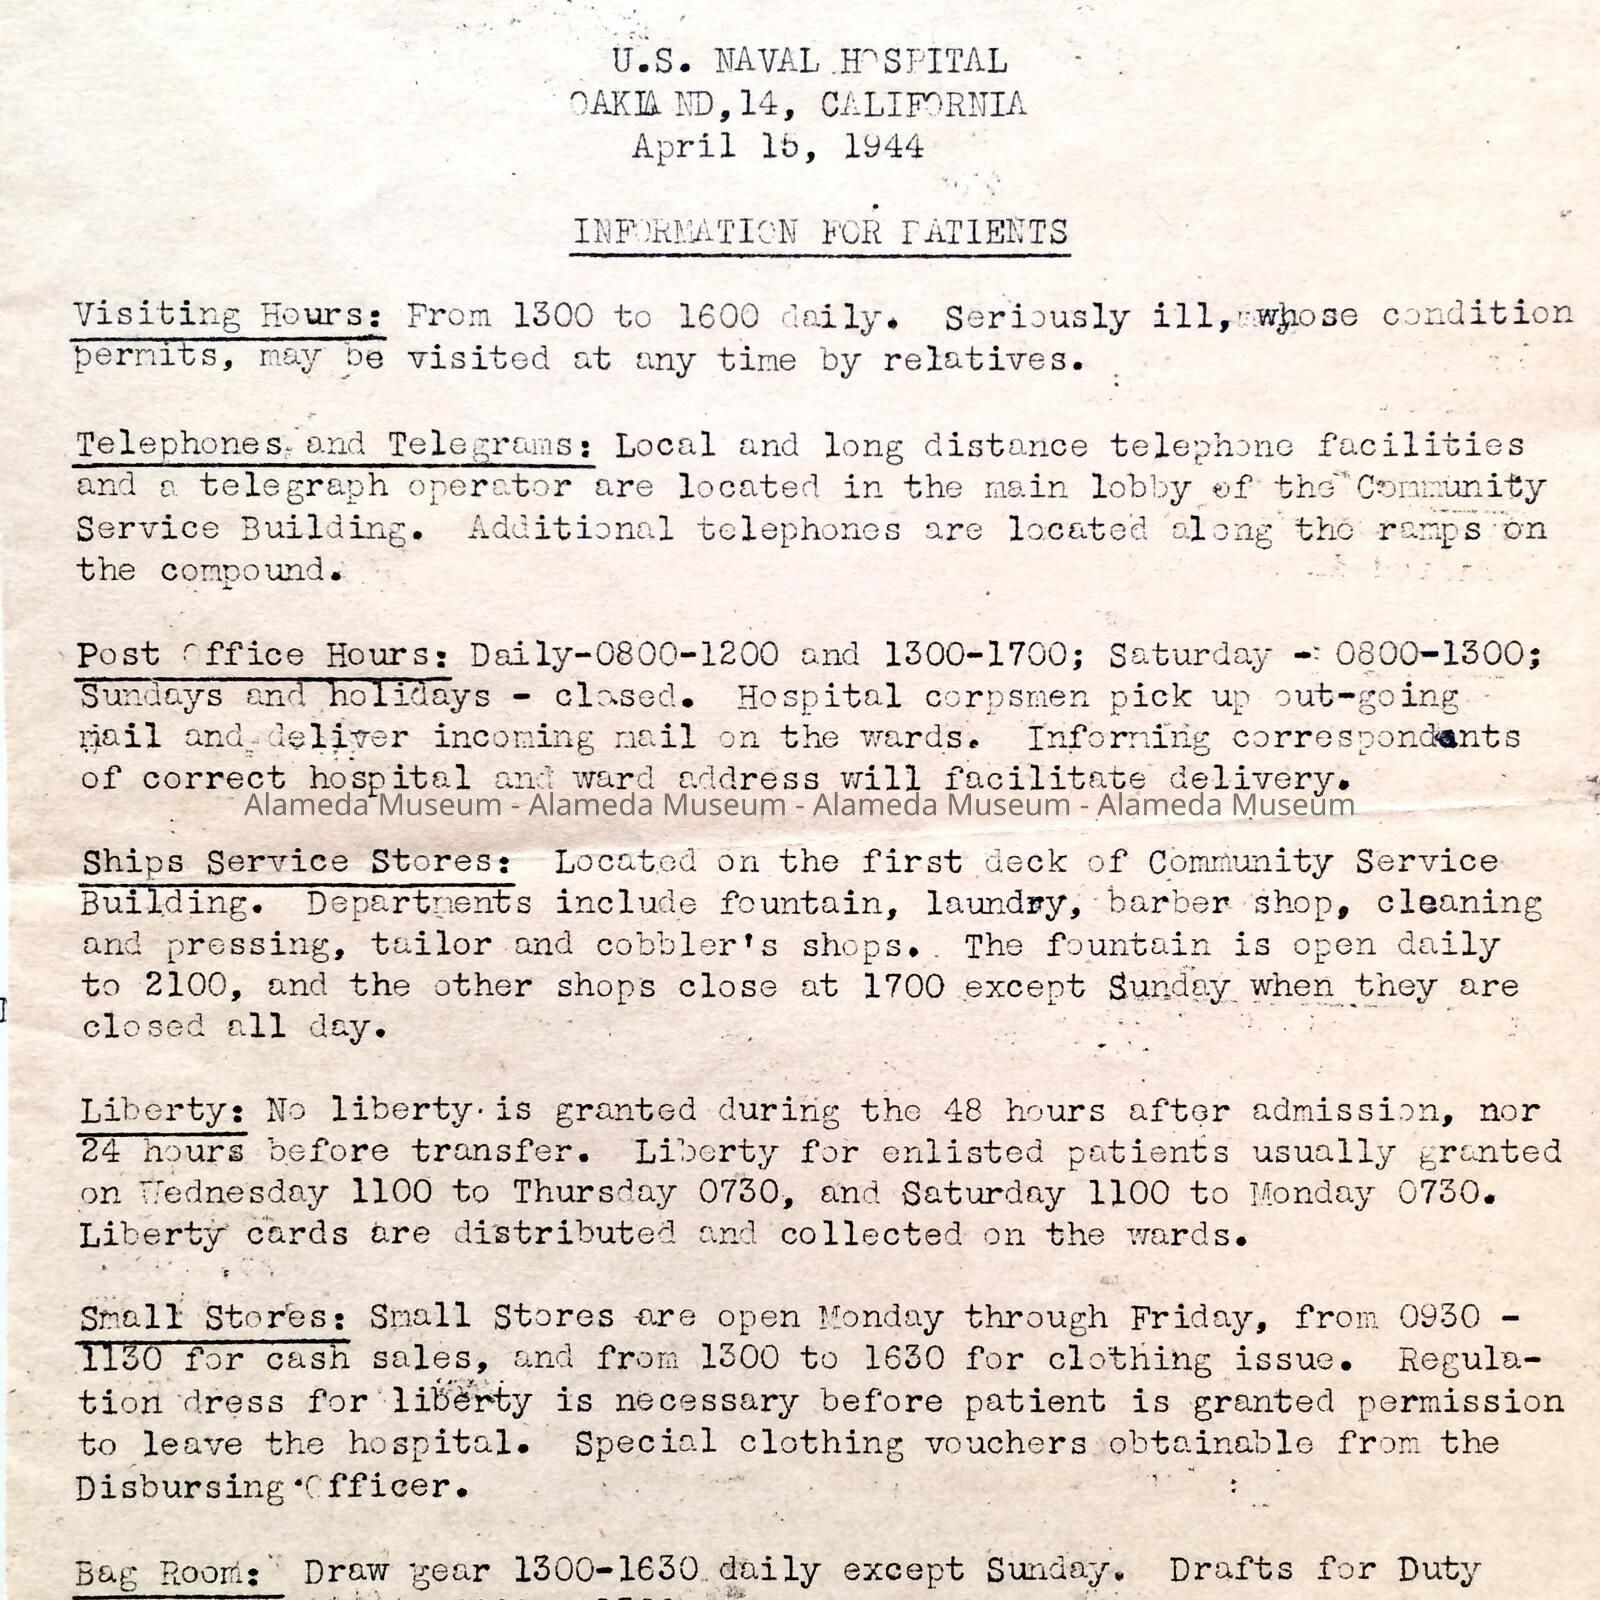 U.S. NAVAL HOSPITAL
OAKLAND, 14, CALIFORNIA
April 15, 1944
INFORMATION FOR PATIENTS
Visiting Hours: From 1300 to 1600 daily. Seriously ill, whose condition
permits, may be visited at any time by relatives.
Telephones and Telegrams: Local and long distance telephone facilities
and a telegraph operator are located in the main lobby of the Community
Service Building. Additional telephones are located along the ramps on
the compound.
Post Office Hours: Daily-0800-1200 and 1300-1700; Saturday - 0800-1300;
Sundays and holidays - closed. Hospital corpsmen pick up out-going
mail and deliver incoming mail on the wards. Informing correspondents
of correct hospital and ward address will facilitate delivery.
Alameda Museum - Alameda Museum - Alameda Museum - Alameda Museum
Ships Service Stores: Located on the first deck of Community Service
Building. Departments include fountain, laundry, barber shop, cleaning
and pressing, tailor and cobbler's shops. The fountain is open daily
to 2100, and the other shops close at 1700 except Sunday when they are
closed all day.
Liberty: No liberty is granted during the 48 hours after admission, nor
24 hours before transfer. Liberty for enlisted patients usually granted
on Wednesday 1100 to Thursday 0730, and Saturday 1100 to Monday 0730.
Liberty cards are distributed and collected on the wards.
Small Stores: Small Stores are open Monday through Friday, from 0930 -
1130 for cash sales, and from 1300 to 1630 for clothing issue. Regula-
tion dress for liberty is necessary before patient is granted permission
to leave the hospital. Special clothing vouchers obtainable from the
Disbursing Officer.
Bag Room: Draw gear 1300-1630 daily except Sunday. Drafts for Duty